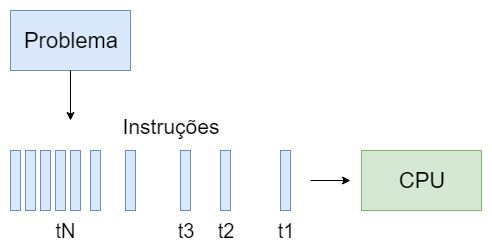 Problema
Instruções
CPU
tN t3 t2 t1